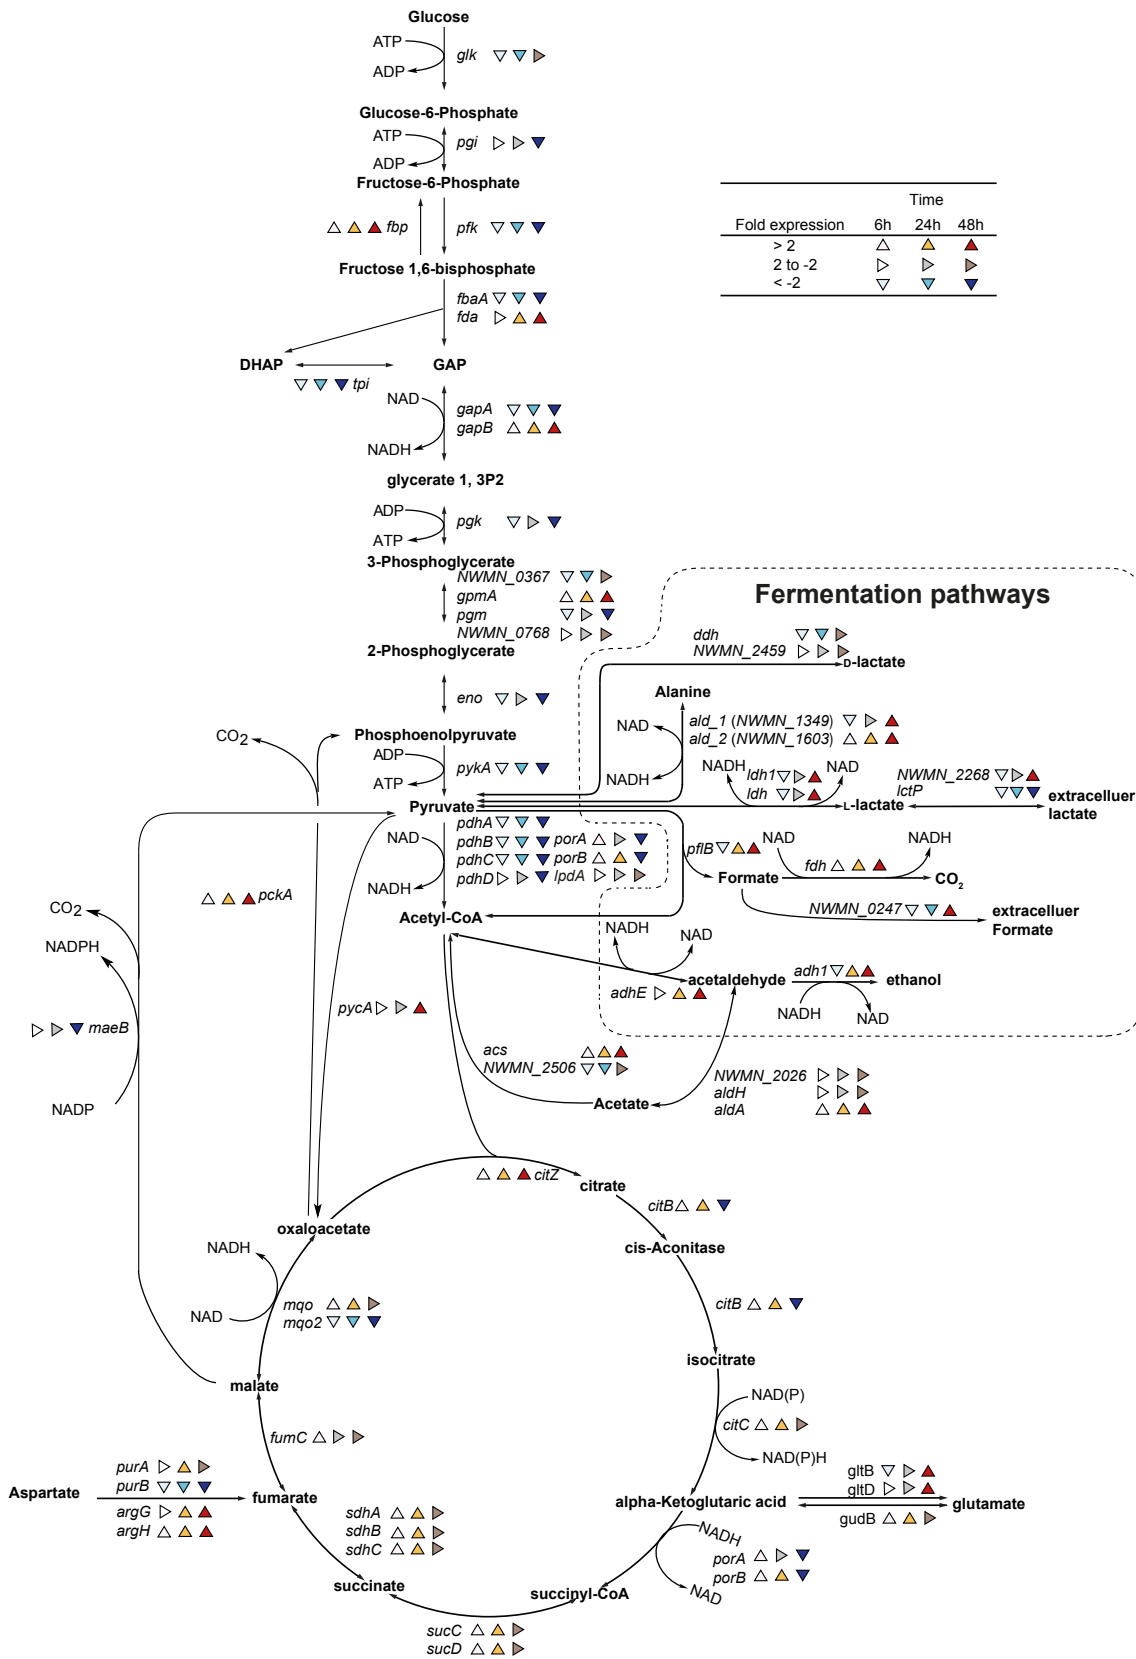 Glucose
ATP
glk
ADP
Glucose-6-Phosphate
ATP
pgi
ADP
Fructose-6-Phosphate
fbp
pfk
Fructose 1,6-bisphosphate
fbaA
fda
DHAP
GAP
tpi
NAD
gapA
gapB
NADH
glycerate 1, 3P2
ADP
pgk
ATP
3-Phosphoglycerate
NWMN_0367
gpmA
pgm
NWMN_0768
2-Phosphoglycerate
eno
Phosphoenolpyruvate
ADP
pykA
ATP
Pyruvate
pdhA
NAD
pdhB
porA
pdhC
porB
pdhD
lpdA
NADH
Acetyl-CoA
Time
Fold expression 6h 24h 48h
> 2
2 to -2
< -2
Fermentation pathways
ddh
NWMN_2459
D-lactate
Alanine
NAD
ald_1 (NWMN_1349)
ald_2 (NWMN_1603)
NADH
NADH
ldh1
NAD
ldh
L-lactate
NWMN_2268
lctP
extracelluer
lactate
pflB
NAD
NADH
fdh
Formate
CO2
NWMN_0247
extracelluer
Formate
NADH
NAD
acetaldehyde
adhE
adh1
ethanol
NADH
NAD
CO2
pckA
CO2
NADPH
maeB
NADP
pycA
acs
NWMN_2506
Acetate
NWMN_2026
aldH
aldA
citZ
citrate
citB
cis-Aconitase
citB
isocitrate
NAD(P)
citC
NAD(P)H
alpha-Ketoglutaric acid
gltB
gltD
gudB
glutamate
NADH
porA
porB
NAD
succinyl-CoA
sucC
sucD
succinate
sdhA
sdhB
sdhC
fumarate
purA
purB
argG
argH
Aspartate
fumC
malate
mqo
mqo2
NADH
NAD
oxaloacetate